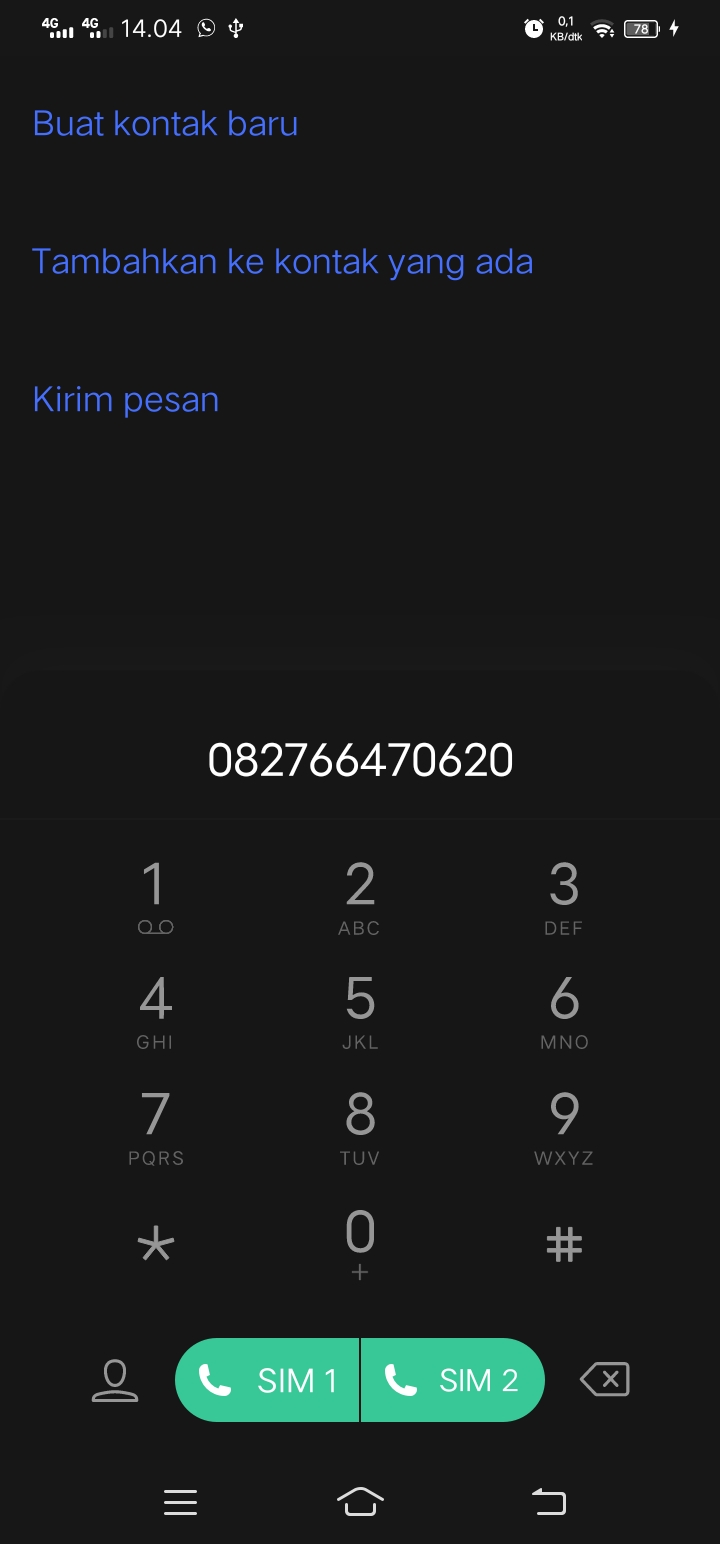 4G 4G 14.04 0,1 KB/dtk 78
Buat kontak baru
Tambahkan ke kontak yang ada
Kirim pesan
082766470620
1 2 3
ABC DEF
4 5 6
GHI JKL MNO
7 8 9
PQRS TUV WXYZ
* 0 #
+
SIM 1 SIM 2